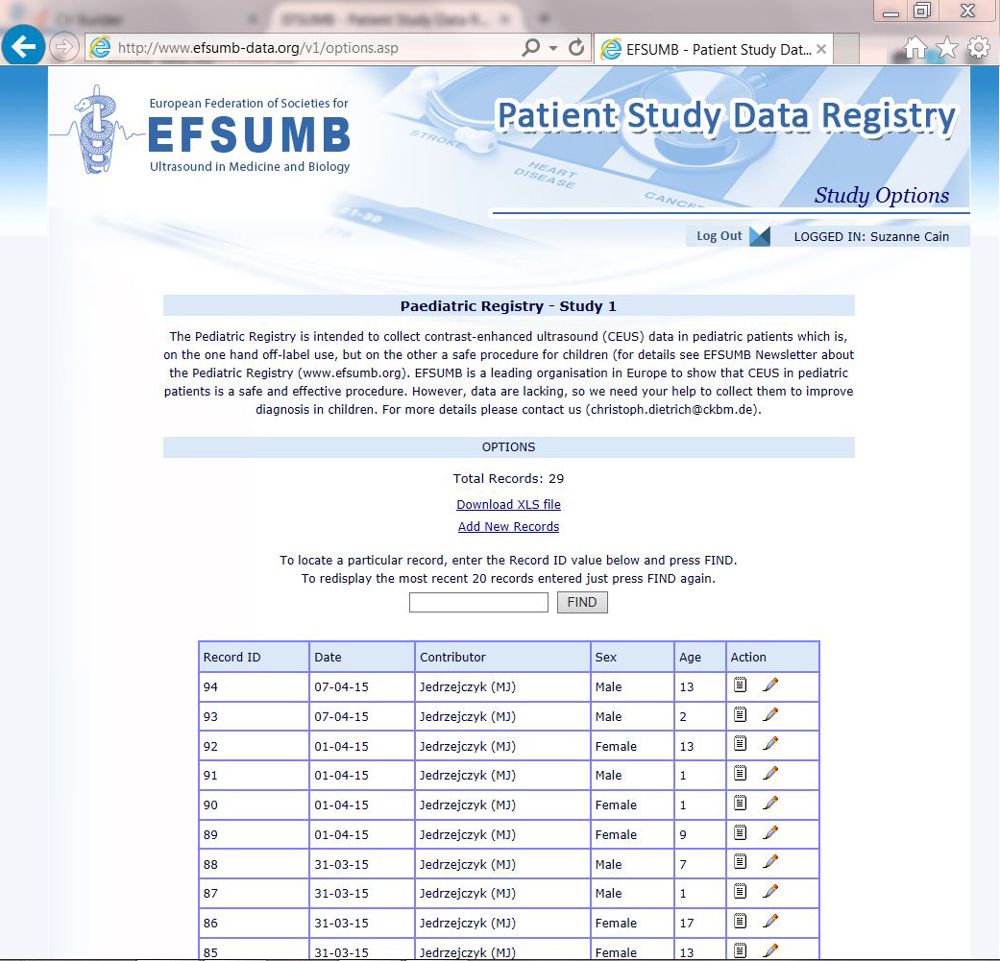 CV Builder
EFSUMB - Patient Study Data R...
http://www.efsumb-data.org/v1/options.asp
EFSUMB - Patient Study Dat...
European Federation of Societies for
EFSUMB
Ultrasound in Medicine and Biology
Patient Study Data Registry
STROKE
HEART
DISEASE
CANCER
Study Options
Log Out
LOGGED IN: Suzanne Cain
Paediatric Registry - Study 1
The Pediatric Registry is intended to collect contrast-enhanced ultrasound (CEUS) data in pediatric patients which is,
on the one hand off-label use, but on the other a safe procedure for children (for details see EFSUMB Newsletter about
the Pediatric Registry (www.efsumb.org). EFSUMB is a leading organisation in Europe to show that CEUS in pediatric
patients is a safe and effective procedure. However, data are lacking, so we need your help to collect them to improve
diagnosis in children. For more details please contact us (christoph.dietrich@ckbm.de).
OPTIONS
Total Records: 29
Download XLS file
Add New Records
To locate a particular record, enter the Record ID value below and press FIND.
To redisplay the most recent 20 records entered just press FIND again.
FIND
Record ID Date Contributor Sex Age Action
94 07-04-15 Jedrzejczyk (MJ) Male 13
93 07-04-15 Jedrzejczyk (MJ) Male 2
92 01-04-15 Jedrzejczyk (MJ) Female 13
91 01-04-15 Jedrzejczyk (MJ) Male 1
90 01-04-15 Jedrzejczyk (MJ) Female 1
89 01-04-15 Jedrzejczyk (MJ) Female 9
88 31-03-15 Jedrzejczyk (MJ) Male 7
87 31-03-15 Jedrzejczyk (MJ) Male 1
86 31-03-15 Jedrzejczyk (MJ) Female 17
85 31-03-15 Jedrzejczyk (MJ) Female 13